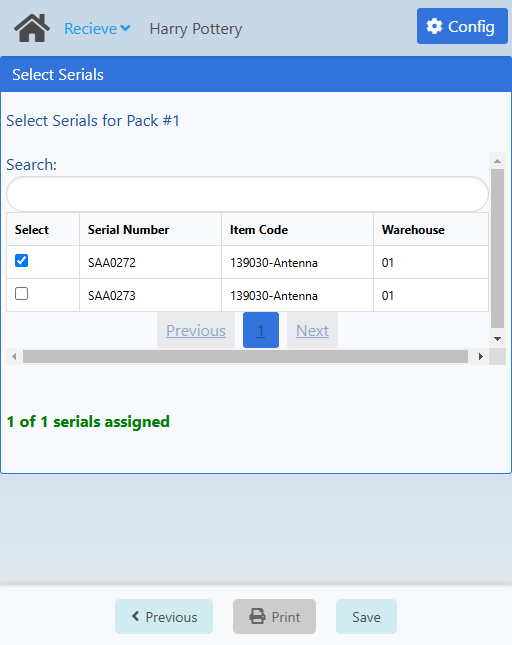 Recieve Harry Pottery Config
Select Serials
Select Serials for Pack #1
Search:
Select Serial Number Item Code Warehouse
SAA0272 139030-Antenna 01
SAA0273 139030-Antenna 01
Previous 1 Next
1 of 1 serials assigned
Previous Print Save